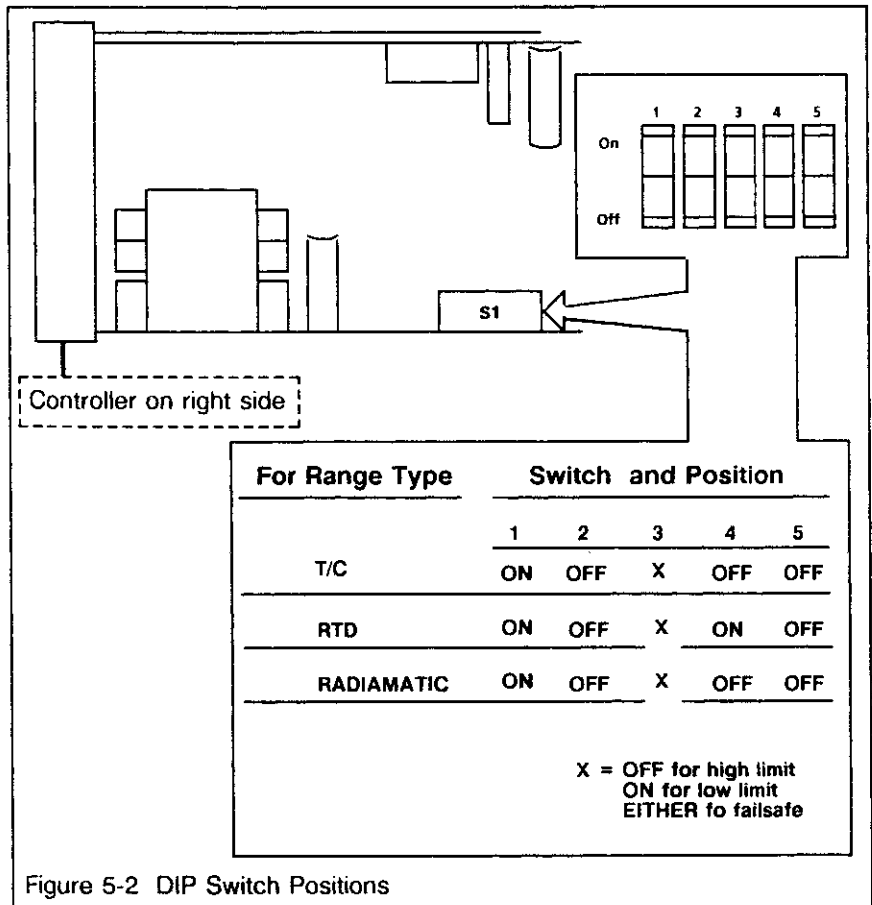 1 2 3 4 5
On
Off
S1
Controller on right side
For Range Type Switch and Position
1 2 3 4 5
T/C ON OFF X OFF OFF
RTD ON OFF X ON OFF
RADIAMATIC ON OFF X OFF OFF
X = OFF for high limit
ON for low limit
EITHER fo failsafe
Figure 5-2 DIP Switch Positions